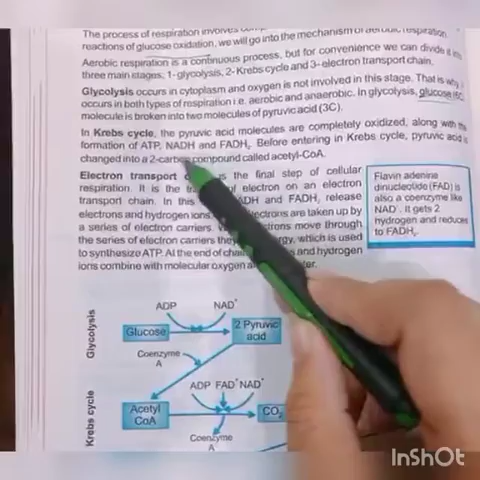 The process of respiration involves
reactions of glucose oxidation, we will go into the mechanism of aerobic respiration.
Aerobic respiration is a continuous process, but for convenience we can divide it into
three main stages, 1- glycolysis, 2- Krebs cycle and 3- electron transport chain.
Glycolysis occurs in cytoplasm and oxygen is not involved in this stage. That is why, it
occurs in both types of respiration i.e. aerobic and anaerobic. In glycolysis, glucose (6C)
molecule is broken into two molecules of pyruvic acid (3C).
In Krebs cycle, the pyruvic acid molecules are completely oxidized, along with the
formation of ATP, NADH and FADH₂. Before entering in Krebs cycle, pyruvic acid is
changed into a 2-carbon compound called acetyl-CoA.
Electron transport is the final step of cellular
respiration. It is the of electron on an electron
transport chain. In this NADH and FADH₂ release
electrons and hydrogen ions. electrons are taken up by
a series of electron carriers. electrons move through
the series of electron carriers they energy, which is used
to synthesize ATP. At the end of chain, and hydrogen
ions combine with molecular oxygen water.
Flavin adenine
dinucleotide (FAD) is
also a coenzyme like
NAD⁺. It gets 2
hydrogen and reduces
to FADH₂.
Glycolysis
ADP NAD⁺
Glucose
2 Pyruvic
acid
Coenzyme
A
Krebs cycle
ADP FAD⁺ NAD⁺
Acetyl
CoA
CO₂
Coenzyme
A
InShOt